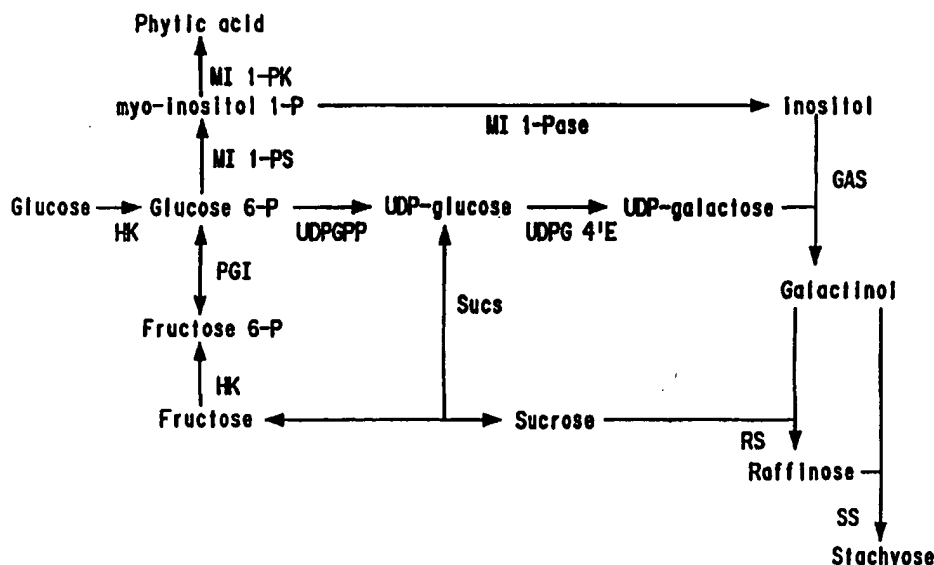 Phytic acid
MI 1-PK
myo-inositol 1-P
MI 1-Pase
Inositol
MI 1-PS
GAS
Glucose
HK
Glucose 6-P
UDPGPP
UDP-glucose
UDPG 4'E
UDP-galactose
PGI
Sucs
Galactinol
Fructose 6-P
HK
Fructose
Sucrose
RS
Raffinose
SS
Stachyose